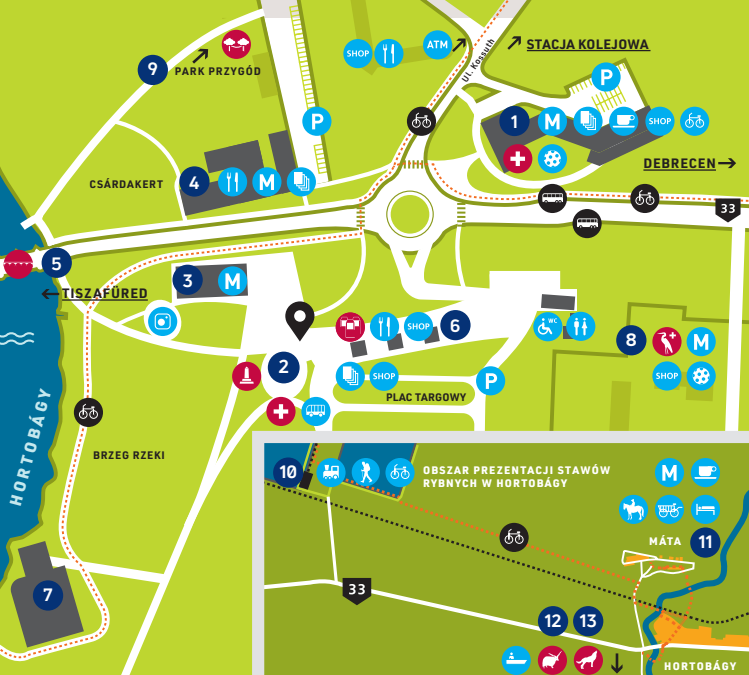 STACJA KOLEJOWA
ATM
SHOP
Ul. Kossuth
9
PARK PRZYGÓD
P
P
1
M
SHOP
DEBRECEN
CSÁRDAKERT
4
M
33
5
TISZAFÜRED
3
M
SHOP
6
WC
8
M
2
SHOP
P
SHOP
PLAC TARGOWY
HORTOBÁGY
BRZEG RZEKI
10
OBSZAR PREZENTACJI STAWÓW
RYBNYCH W HORTOBÁGY
M
MÁTA
11
33
7
12
13
HORTOBÁGY